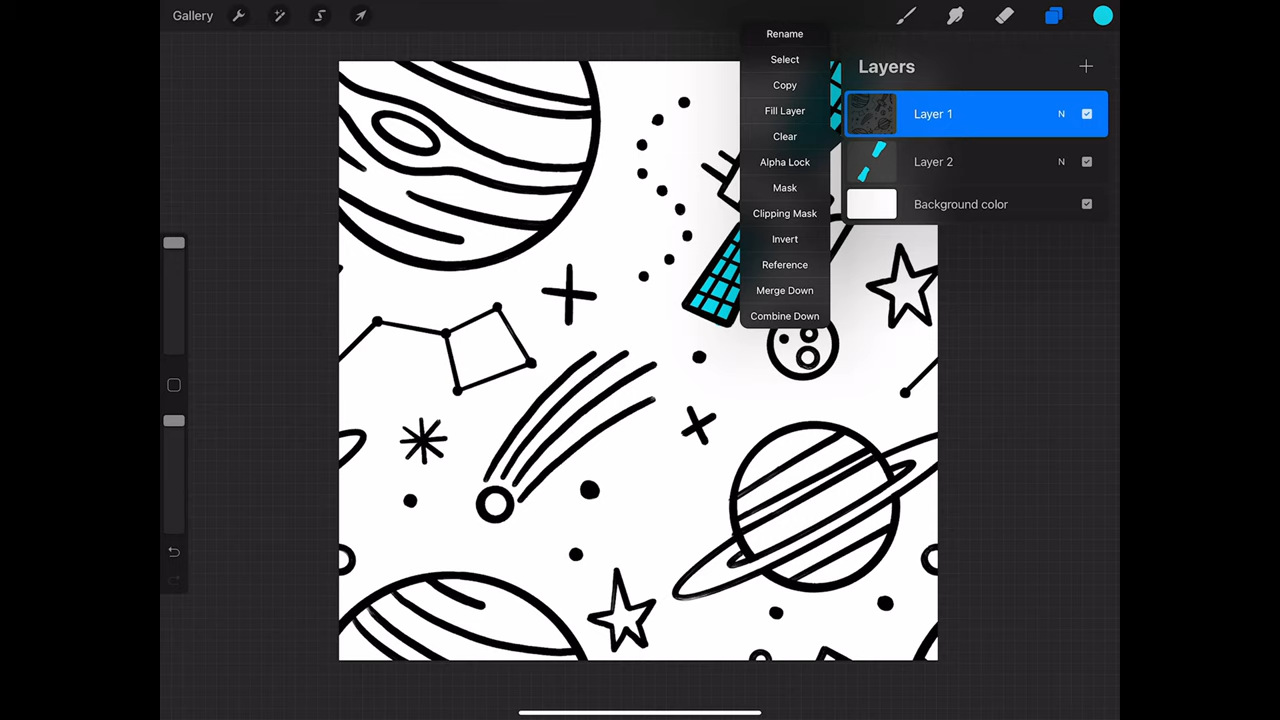 Gallery
Rename
Select
Copy
Fill Layer
Clear
Alpha Lock
Mask
Clipping Mask
Invert
Reference
Merge Down
Combine Down
Layers
Layer 1 N
Layer 2 N
Background color